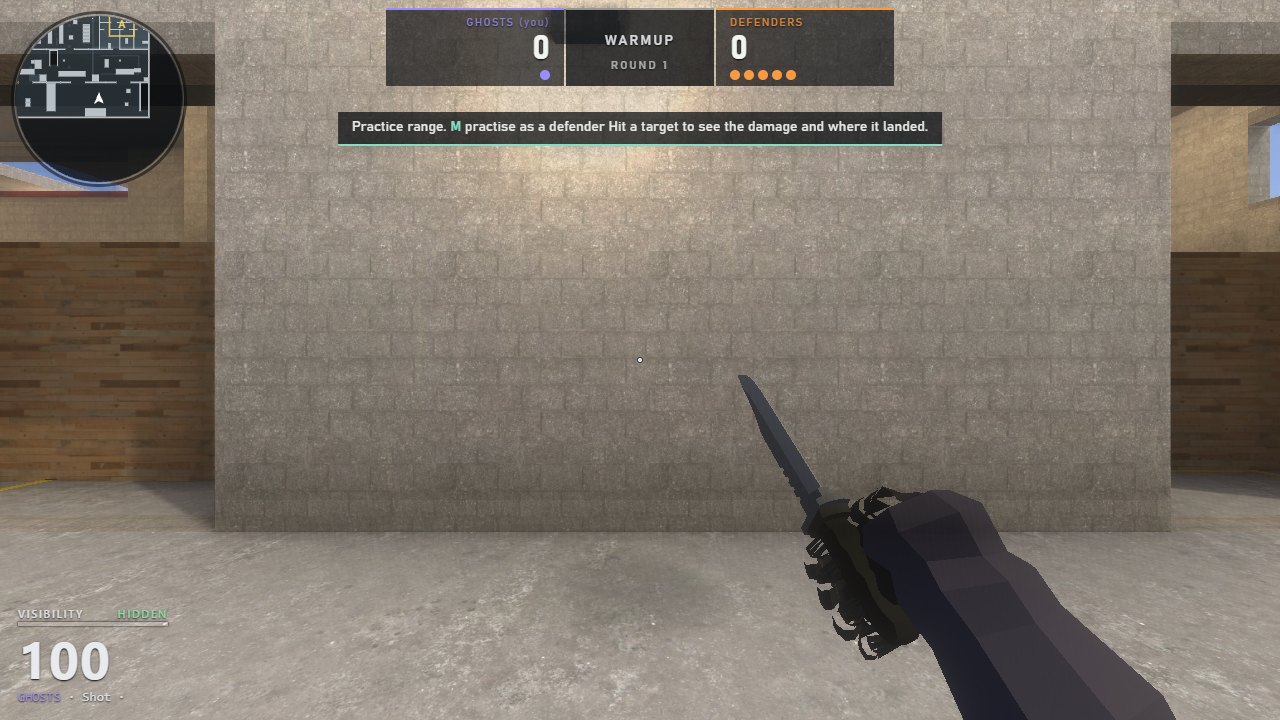 A
GHOSTS (you)
0
WARMUP
ROUND 1
DEFENDERS
0
Practice range. M practise as a defender Hit a target to see the damage and where it landed.
VISIBILITY HIDDEN
100
GHOSTS · Shot ·